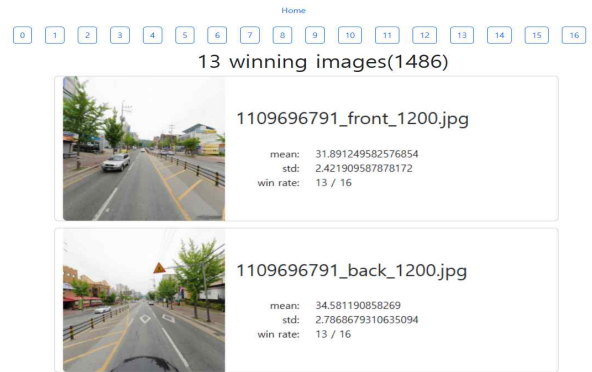 Home
0 1 2 3 4 5 6 7 8 9 10 11 12 13 14 15 16
13 winning images(1486)
1109696791_front_1200.jpg
mean: 31.891249582576854
std: 2.421909587878172
win rate: 13 / 16
1109696791_back_1200.jpg
mean: 34.581190858269
std: 2.7868679310635094
win rate: 13 / 16